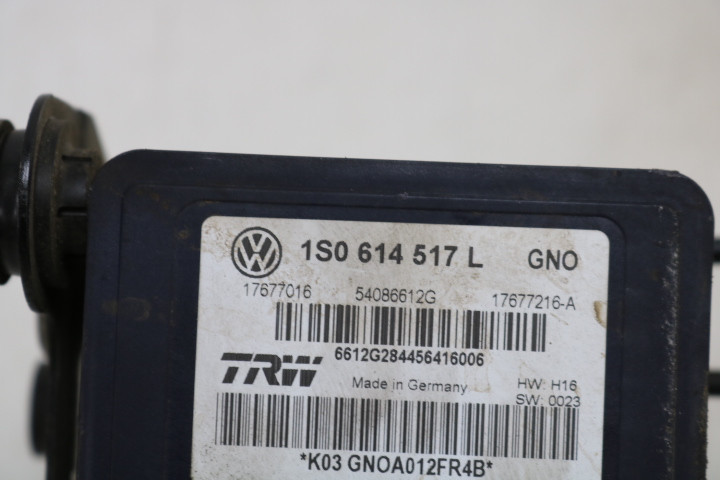 1S0 614 517 L GNO
17677016 54086612G 17677216-A
6612G284456416006
TRW Made in Germany HW: H16
SW: 0023
*K03 GNOA012FR4B*